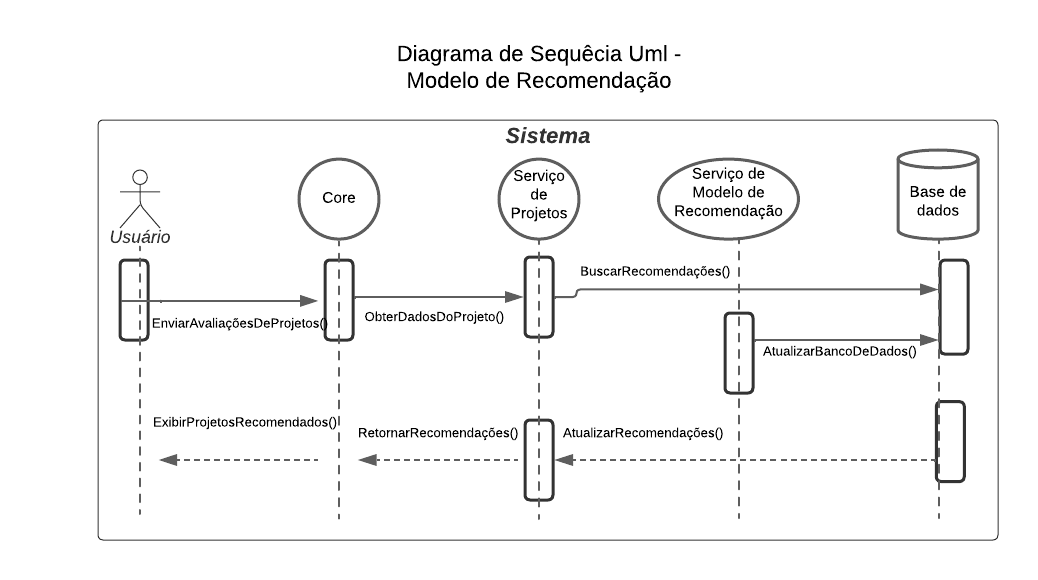 Diagrama de Sequêcia Uml -
Modelo de Recomendação
Sistema
Usuário
Core
Serviço
de
Projetos
Serviço de
Modelo de
Recomendação
Base de
dados
BuscarRecomendações()
EnviarAvaliaçõesDeProjetos()
ObterDadosDoProjeto()
AtualizarBancoDeDados()
ExibirProjetosRecomendados()
RetornarRecomendações()
AtualizarRecomendações()